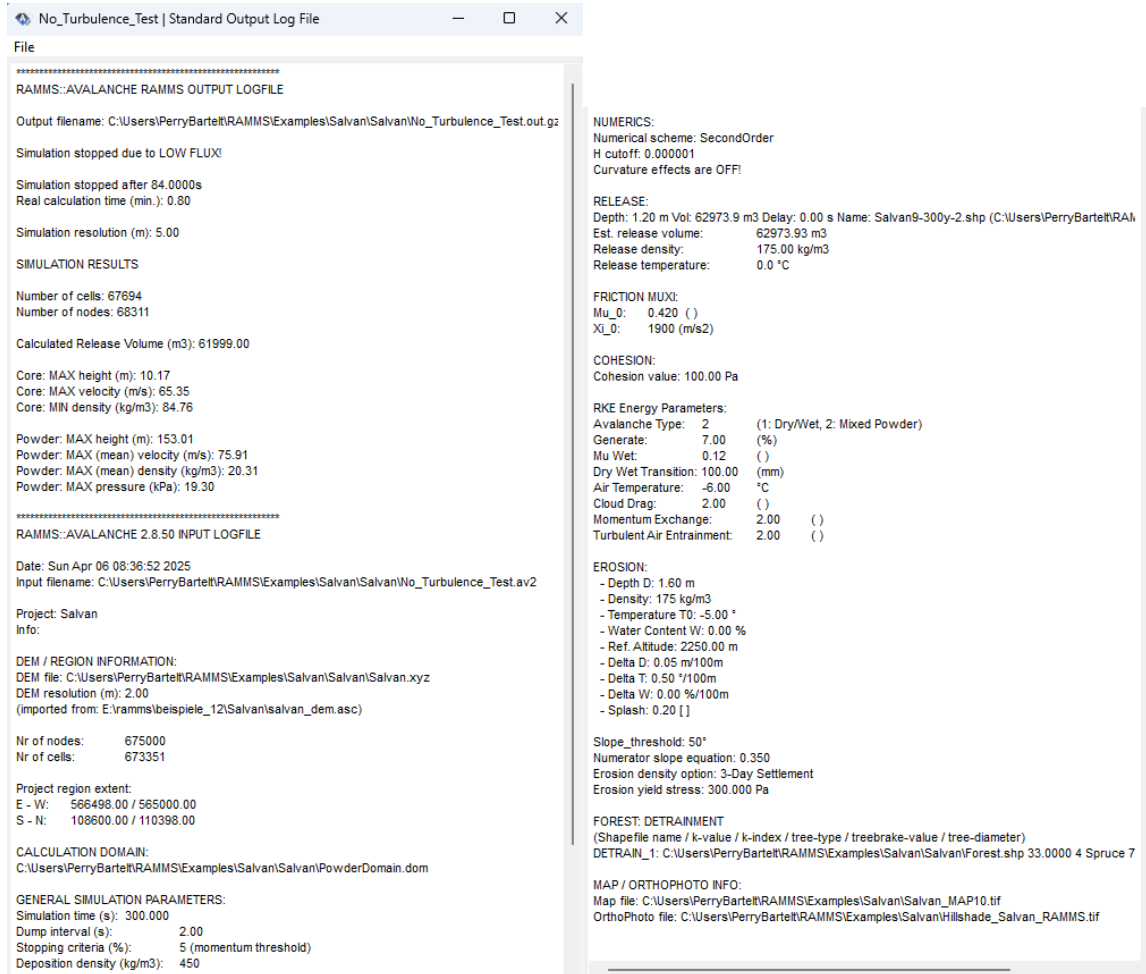 No_Turbulence_Test | Standard Output Log File
File
*********************************************************
RAMMS::AVALANCHE RAMMS OUTPUT LOGFILE
Output filename: C:\Users\PerryBartelt\RAMMS\Examples\Salvan\Salvan\No_Turbulence_Test.out.gz
Simulation stopped due to LOW FLUX!
Simulation stopped after 84.0000s
Real calculation time (min.): 0.80
Simulation resolution (m): 5.00
SIMULATION RESULTS
Number of cells: 67694
Number of nodes: 68311
Calculated Release Volume (m3): 61999.00
Core: MAX height (m): 10.17
Core: MAX velocity (m/s): 65.35
Core: MIN density (kg/m3): 84.76
Powder: MAX height (m): 153.01
Powder: MAX (mean) velocity (m/s): 75.91
Powder: MAX (mean) density (kg/m3): 20.31
Powder: MAX pressure (kPa): 19.30
*********************************************************
RAMMS::AVALANCHE 2.8.50 INPUT LOGFILE
Date: Sun Apr 06 08:36:52 2025
Input filename: C:\Users\PerryBartelt\RAMMS\Examples\Salvan\Salvan\No_Turbulence_Test.av2
Project: Salvan
Info:
DEM / REGION INFORMATION:
DEM file: C:\Users\PerryBartelt\RAMMS\Examples\Salvan\Salvan\Salvan.xyz
DEM resolution (m): 2.00
(imported from: E:\ramms\beispiele_12\Salvan\salvan_dem.asc)
Nr of nodes: 675000
Nr of cells: 673351
Project region extent:
E - W: 566498.00 / 565000.00
S - N: 108600.00 / 110398.00
CALCULATION DOMAIN:
C:\Users\PerryBartelt\RAMMS\Examples\Salvan\Salvan\PowderDomain.dom
GENERAL SIMULATION PARAMETERS:
Simulation time (s): 300.000
Dump interval (s): 2.00
Stopping criteria (%): 5 (momentum threshold)
Deposition density (kg/m3): 450
NUMERICS:
Numerical scheme: SecondOrder
H cutoff: 0.000001
Curvature effects are OFF!
RELEASE:
Depth: 1.20 m Vol: 62973.9 m3 Delay: 0.00 s Name: Salvan9-300y-2.shp (C:\Users\PerryBartelt\RAM
Est. release volume: 62973.93 m3
Release density: 175.00 kg/m3
Release temperature: 0.0 °C
FRICTION MUXI:
Mu_0: 0.420 ( )
Xi_0: 1900 (m/s2)
COHESION:
Cohesion value: 100.00 Pa
RKE Energy Parameters:
Avalanche Type: 2 (1: Dry/Wet, 2: Mixed Powder)
Generate: 7.00 (%)
Mu Wet: 0.12 ( )
Dry Wet Transition: 100.00 (mm)
Air Temperature: -6.00 °C
Cloud Drag: 2.00 ( )
Momentum Exchange: 2.00 ( )
Turbulent Air Entrainment: 2.00 ( )
EROSION:
- Depth D: 1.60 m
- Density: 175 kg/m3
- Temperature T0: -5.00 °
- Water Content W: 0.00 %
- Ref. Altitude: 2250.00 m
- Delta D: 0.05 m/100m
- Delta T: 0.50 °/100m
- Delta W: 0.00 %/100m
- Splash: 0.20 [ ]
Slope_threshold: 50°
Numerator slope equation: 0.350
Erosion density option: 3-Day Settlement
Erosion yield stress: 300.000 Pa
FOREST: DETRAINMENT
(Shapefile name / k-value / k-index / tree-type / treebrake-value / tree-diameter)
DETRAIN_1: C:\Users\PerryBartelt\RAMMS\Examples\Salvan\Salvan\Forest.shp 33.0000 4 Spruce 7
MAP / ORTHOPHOTO INFO:
Map file: C:\Users\PerryBartelt\RAMMS\Examples\Salvan\Salvan_MAP10.tif
OrthoPhoto file: C:\Users\PerryBartelt\RAMMS\Examples\Salvan\Hillshade_Salvan_RAMMS.tif